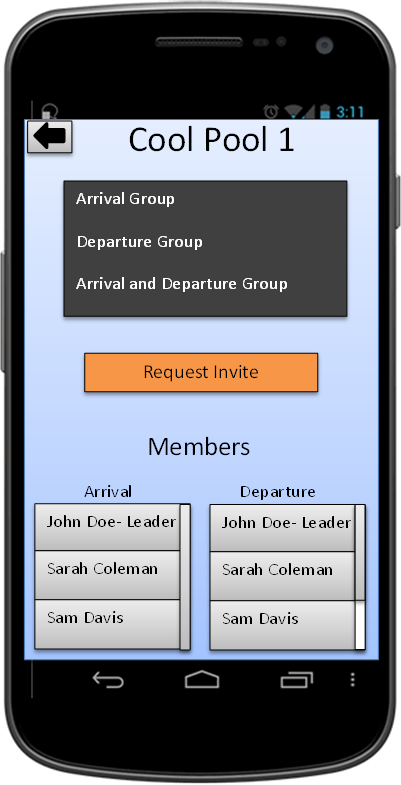 3:11
Cool Pool 1
Arrival Group
Departure Group
Arrival and Departure Group
Request Invite
Members
Arrival
Departure
John Doe- Leader
John Doe- Leader
Sarah Coleman
Sarah Coleman
Sam Davis
Sam Davis